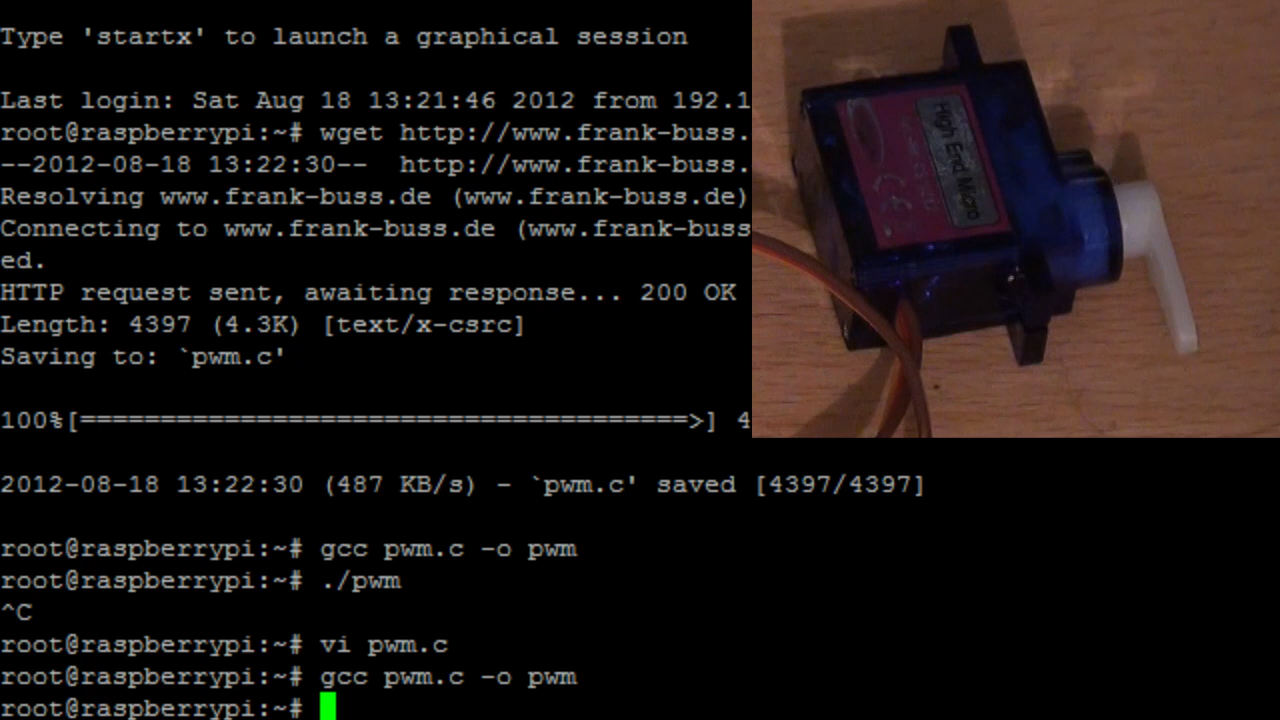 Type 'startx' to launch a graphical session
Last login: Sat Aug 18 13:21:46 2012 from 192.1
root@raspberrypi:~# wget http://www.frank-buss.
--2012-08-18 13:22:30--  http://www.frank-buss.
Resolving www.frank-buss.de (www.frank-buss.de)
Connecting to www.frank-buss.de (www.frank-buss
ed.
HTTP request sent, awaiting response... 200 OK
Length: 4397 (4.3K) [text/x-csrc]
Saving to: `pwm.c'
100%[======================================>] 4
2012-08-18 13:22:30 (487 KB/s) - `pwm.c' saved [4397/4397]
root@raspberrypi:~# gcc pwm.c -o pwm
root@raspberrypi:~# ./pwm
^C
root@raspberrypi:~# vi pwm.c
root@raspberrypi:~# gcc pwm.c -o pwm
root@raspberrypi:~#
High End Micro